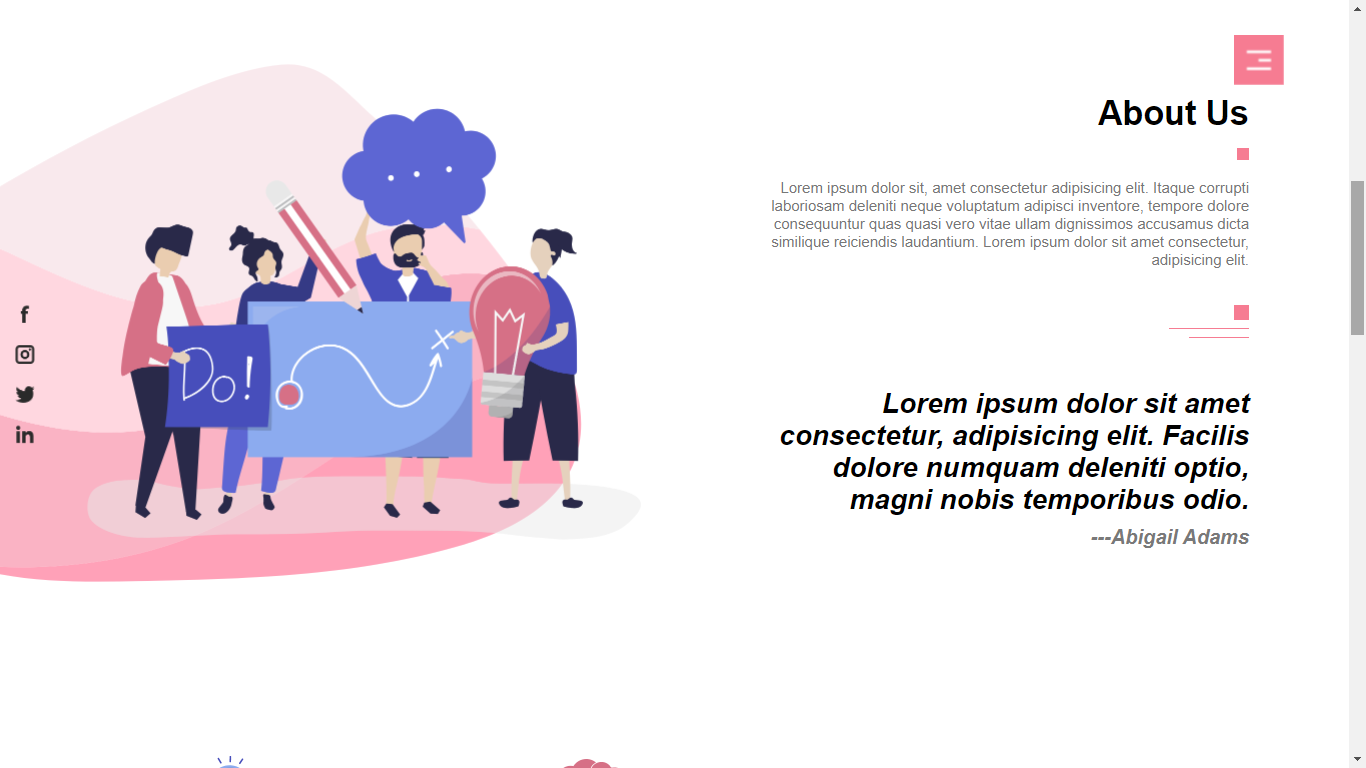 About Us
Lorem ipsum dolor sit, amet consectetur adipisicing elit. Itaque corrupti
laboriosam deleniti neque voluptatum adipisci inventore, tempore dolore
consequuntur quas quasi vero vitae ullam dignissimos accusamus dicta
similique reiciendis laudantium. Lorem ipsum dolor sit amet consectetur,
adipisicing elit.
Do!
Lorem ipsum dolor sit amet
consectetur, adipisicing elit. Facilis
dolore numquam deleniti optio,
magni nobis temporibus odio.
---Abigail Adams